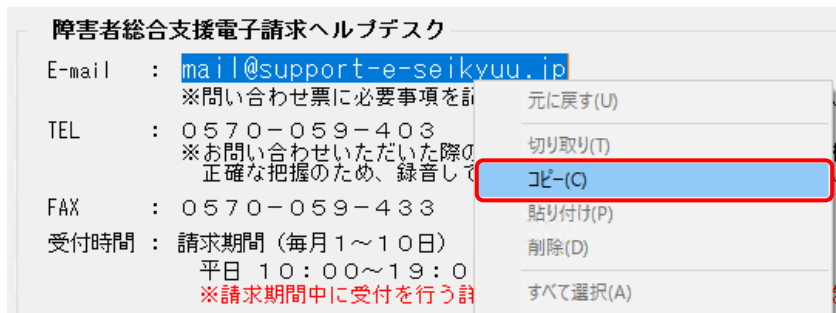 障害者総合支援電子請求ヘルプデスク
E-mail : mail@support-e-seikyuu.jp
※問い合わせ票に必要事項を記
元に戻す(U)
TEL : 0570-059-403
切り取り(T)
※お問い合わせいただいた際の
正確な把握のため、録音して
コピー(C)
FAX : 0570-059-433
貼り付け(P)
受付時間 : 請求期間(毎月1~10日)
削除(D)
平日 10:00~19:0
※請求期間中に受付を行う詳
すべて選択(A)